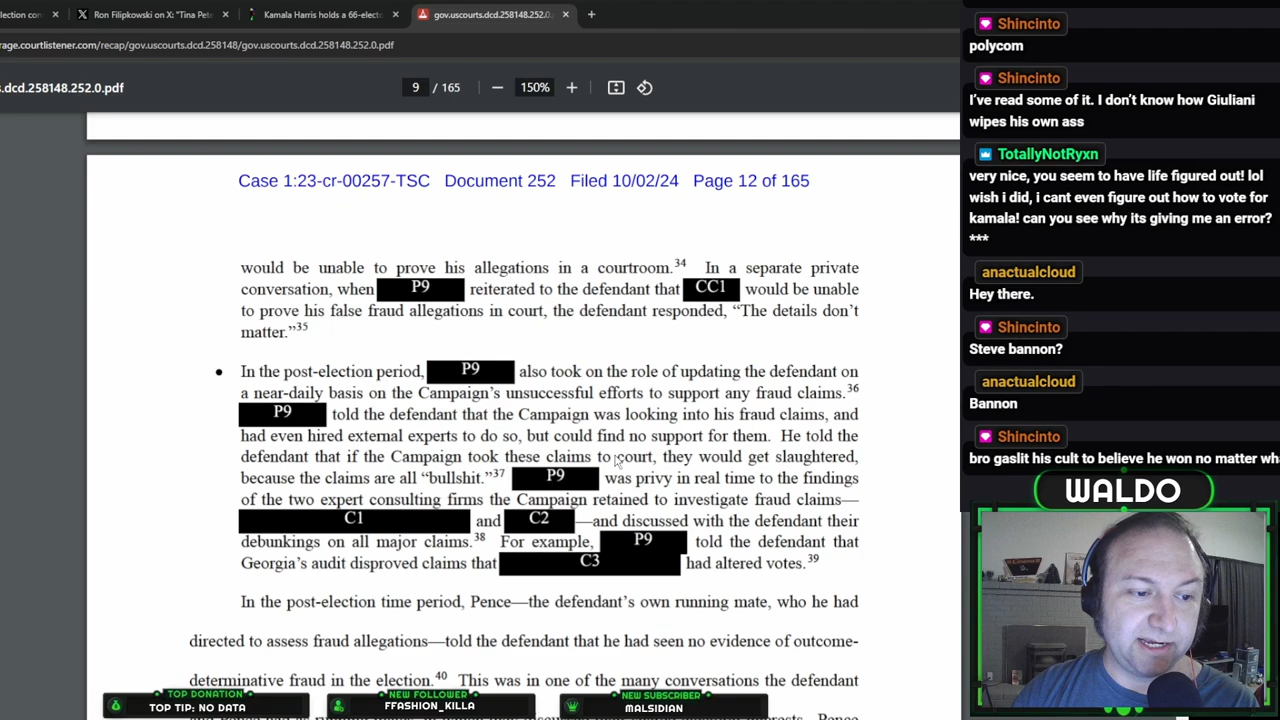 lection con
Ron Filipkowski on X: "Tina Pete
Kamala Harris holds a 66-electo
gov.uscourts.dcd.258148.252.0.
rage.courtlistener.com/recap/gov.uscourts.dcd.258148/gov.uscourts.dcd.258148.252.0.pdf
s.dcd.258148.252.0.pdf
9 / 165
150%
Case 1:23-cr-00257-TSC Document 252 Filed 10/02/24 Page 12 of 165
would be unable to prove his allegations in a courtroom.34 In a separate private
conversation, when P9 reiterated to the defendant that CC1 would be unable
to prove his false fraud allegations in court, the defendant responded, “The details don’t
matter.”35
• In the post-election period, P9 also took on the role of updating the defendant on
a near-daily basis on the Campaign’s unsuccessful efforts to support any fraud claims.36
P9 told the defendant that the Campaign was looking into his fraud claims, and
had even hired external experts to do so, but could find no support for them. He told the
defendant that if the Campaign took these claims to court, they would get slaughtered,
because the claims are all “bullshit.”37 P9 was privy in real time to the findings
of the two expert consulting firms the Campaign retained to investigate fraud claims—
C1 and C2—and discussed with the defendant their
debunkings on all major claims.38 For example, P9 told the defendant that
Georgia’s audit disproved claims that C3 had altered votes.39
In the post-election time period, Pence—the defendant’s own running mate, who he had
directed to assess fraud allegations—told the defendant that he had seen no evidence of outcome-
determinative fraud in the election.40 This was in one of the many conversations the defendant
TOP DONATION
TOP TIP: NO DATA
NEW FOLLOWER
FFASHION_KILLA
NEW SUBSCRIBER
MALSIDIAN
Shincinto
polycom
Shincinto
I’ve read some of it. I don’t know how Giuliani
wipes his own ass
TotallyNotRyxn
very nice, you seem to have life figured out! lol
wish i did, i cant even figure out how to vote for
kamala! can you see why its giving me an error?
***
anactualcloud
Hey there.
Shincinto
Steve bannon?
anactualcloud
Bannon
Shincinto
bro gaslit his cult to believe he won no matter wh
WALDO